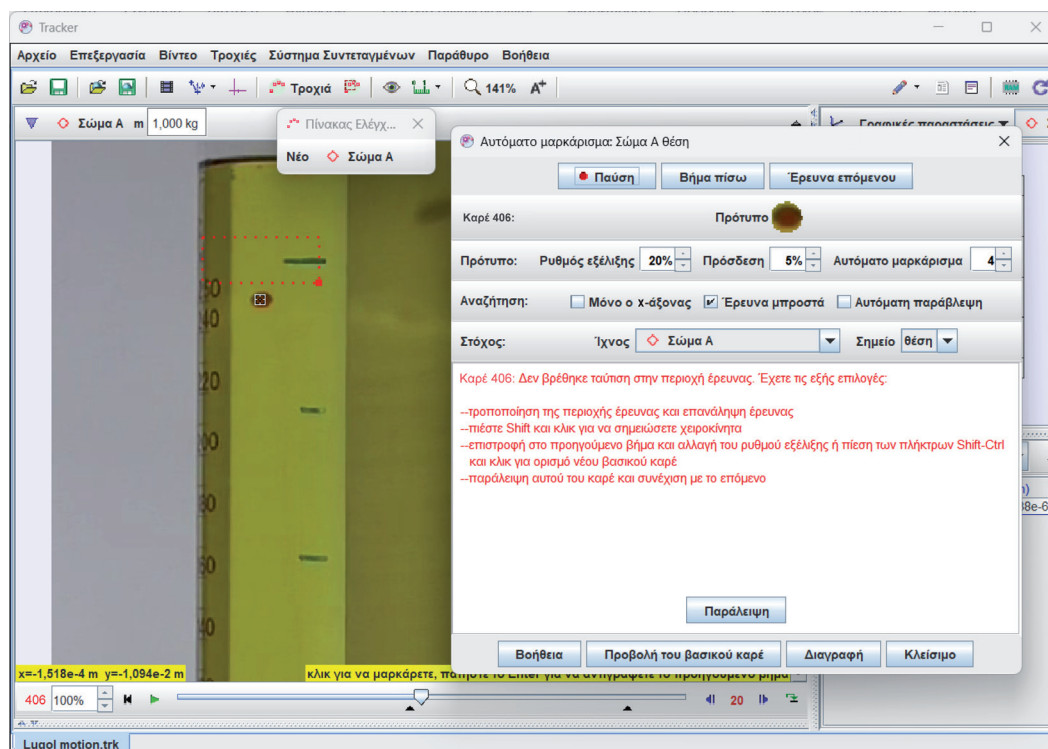 Tracker
Αρχείο Επεξεργασία Βίντεο Τροχιές Σύστημα Συντεταγμένων Παράθυρο Βοήθεια
Τροχιά 141% A+
Σώμα A m 1,000 kg
Πίνακας Ελέγχ...
Νέο Σώμα A
Γραφικές παραστάσεις
Αυτόματο μαρκάρισμα: Σώμα A θέση
Παύση Βήμα πίσω Έρευνα επόμενου
Καρέ 406: Πρότυπο
Πρότυπο: Ρυθμός εξέλιξης 20% Πρόσδεση 5% Αυτόματο μαρκάρισμα 4
Αναζήτηση: Μόνο ο x-άξονας Έρευνα μπροστά Αυτόματη παράβλεψη
Στόχος: Ίχνος Σώμα A Σημείο θέση
Καρέ 406: Δεν βρέθηκε ταύτιση στην περιοχή έρευνας. Έχετε τις εξής επιλογές:
--τροποποίηση της περιοχής έρευνας και επανάληψη έρευνας
--πιέστε Shift και κλικ για να σημειώσετε χειροκίνητα
--επιστροφή στο προηγούμενο βήμα και αλλαγή του ρυθμού εξέλιξης ή πίεση των πλήκτρων Shift-Ctrl
και κλικ για ορισμό νέου βασικού καρέ
--παράλειψη αυτού του καρέ και συνέχιση με το επόμενο
Παράλειψη
Βοήθεια Προβολή του βασικού καρέ Διαγραφή Κλείσιμο
240
220
200
x=-1,518e-4 m y=-1,094e-2 m
κλικ για να μαρκάρετε, πατήστε το Enter για να αντιγράψετε το προηγούμενο βήμα
406 100% 20
Lugol motion.trk